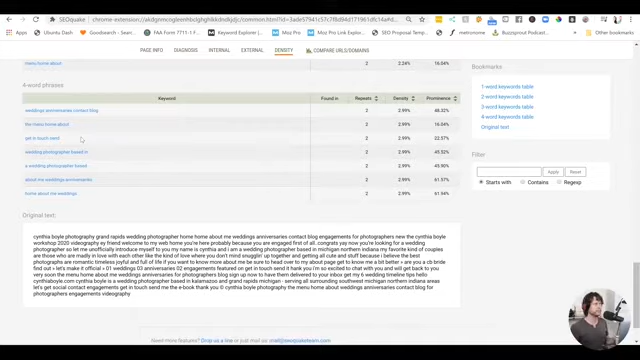 SEOquake
chrome-extension://akdgnmcogleenhbclghghlkkdndkjdjc/common.html?id=
Ubuntu Dash
Goodsearch - Search
FAA Form 7711-1
Keyword Explorer
Moz Pro
Moz Pro Link Explor
SEO Proposal Temp
metronome
Buzzsprout Podcast
Other bookmarks
PAGE INFO DIAGNOSIS INTERNAL EXTERNAL DENSITY COMPARE URLS/DOMAINS
menu home about 2 2.24% 16.04%
4-word phrases
Keyword Found in Repeats Density Prominence
weddings anniversaries contact blog 2 2.99% 48.32%
the menu home about 2 2.99% 16.04%
get in touch send 2 2.99% 22.57%
wedding photographer based in 2 2.99% 45.52%
a wedding photographer based 2 2.99% 45.90%
about me weddings anniversaries 2 2.99% 61.57%
home about me weddings 2 2.99% 61.94%
Bookmarks
1-word keywords table
2-word keywords table
3-word keywords table
4-word keywords table
Original text
Filter
Apply Reset
Starts with Contains Regexp
Original text:
cynthia boyle photography grand rapids wedding photographer home home about me weddings anniversaries contact blog engagements for photographers new the cynthia boyle
workshop 2020 videography ey friend welcome to my web home you're here probably because you are engaged first of all. congrats yay now you're looking for a wedding
photographer so let me unofficially introduce myself to you my name is cynthia and i am a wedding photographer based in michigan northern indiana my favorite kind of couples
are those who are madly in love with each other like the kind of love where you don't mind snugglin' up together and getting all cute and stuff because i believe the best
photographs are romantic timeless joyful and full of life if you want to know more about me be sure to head over to my about page get to know me a bit better » are you a cb bride
find out » let's make it official » 01 weddings 03 anniversaries 02 engagements featured on get in touch send it thank you i'm so excited to chat with you and will get back to you
very soon the menu home about me weddings anniversaries for photographers blog sign up now to have them delivered to your inbox get my 6 wedding timeline tips hello
cynthiaboyle.com cynthia boyle is a wedding photographer based in kalamazoo and grand rapids michigan - serving all surrounding southwest michigan northern indiana areas
let's get social contact engagements get in touch send me the e-book thank you © cynthia boyle photography the menu home about me weddings anniversaries contact blog for
photographers engagements videography
Need more features? Drop us a line or just mail us: mail@seoquaketeam.com